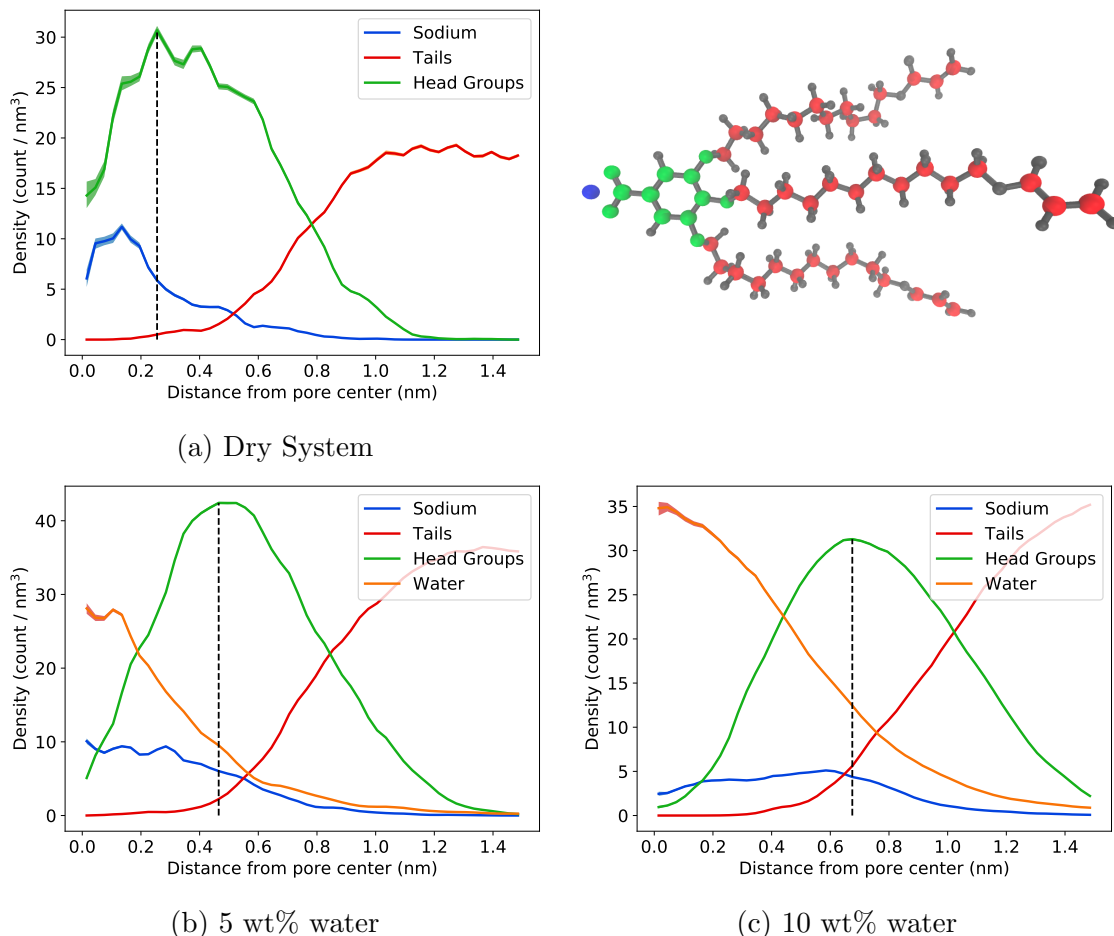 Sodium
Tails
Head Groups
Density (count / nm³)
30
25
20
15
10
5
0
0.0 0.2 0.4 0.6 0.8 1.0 1.2 1.4
Distance from pore center (nm)
(a) Dry System
Sodium
Tails
Head Groups
Water
Density (count / nm³)
40
30
20
10
0
0.0 0.2 0.4 0.6 0.8 1.0 1.2 1.4
Distance from pore center (nm)
(b) 5 wt% water
Sodium
Tails
Head Groups
Water
Density (count / nm³)
35
30
25
20
15
10
5
0
0.0 0.2 0.4 0.6 0.8 1.0 1.2 1.4
Distance from pore center (nm)
(c) 10 wt% water